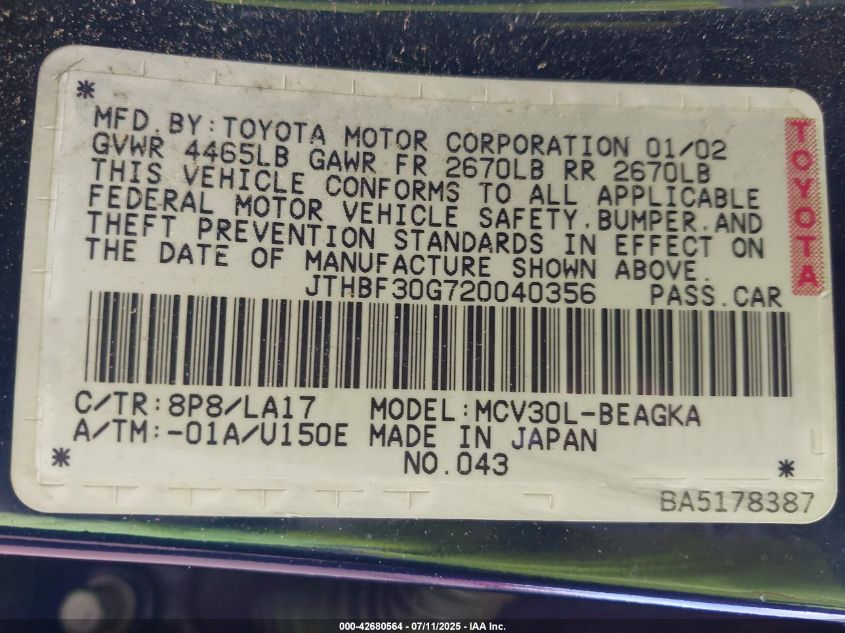 MFD.BY:TOYOTA MOTOR CORPORATION 01/02
GVWR 4465LB GAWR FR 2670LB RR 2670LB
THIS VEHICLE CONFORMS TO ALL APPLICABLE
FEDERAL MOTOR VEHICLE SAFETY.BUMPER.AND
THEFT PREVENTION STANDARDS IN EFFECT ON
THE DATE OF MANUFACTURE SHOWN ABOVE.
JTHBF30G720040356 PASS.CAR
TOYOTA
C/TR:8P8/LA17 MODEL:MCV30L-BEAGKA
A/TM:-01A/U150E MADE IN JAPAN
NO.043
BA5178387
000-42680564 - 07/11/2025 - IAA Inc.